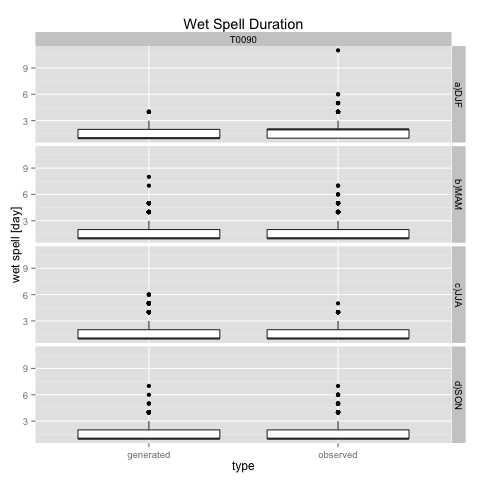 Wet Spell Duration
T0090
9
6
3
a)DJF
9
6
3
b)MAM
9
6
3
c)JJA
9
6
3
d)SON
wet spell [day]
generated
observed
type